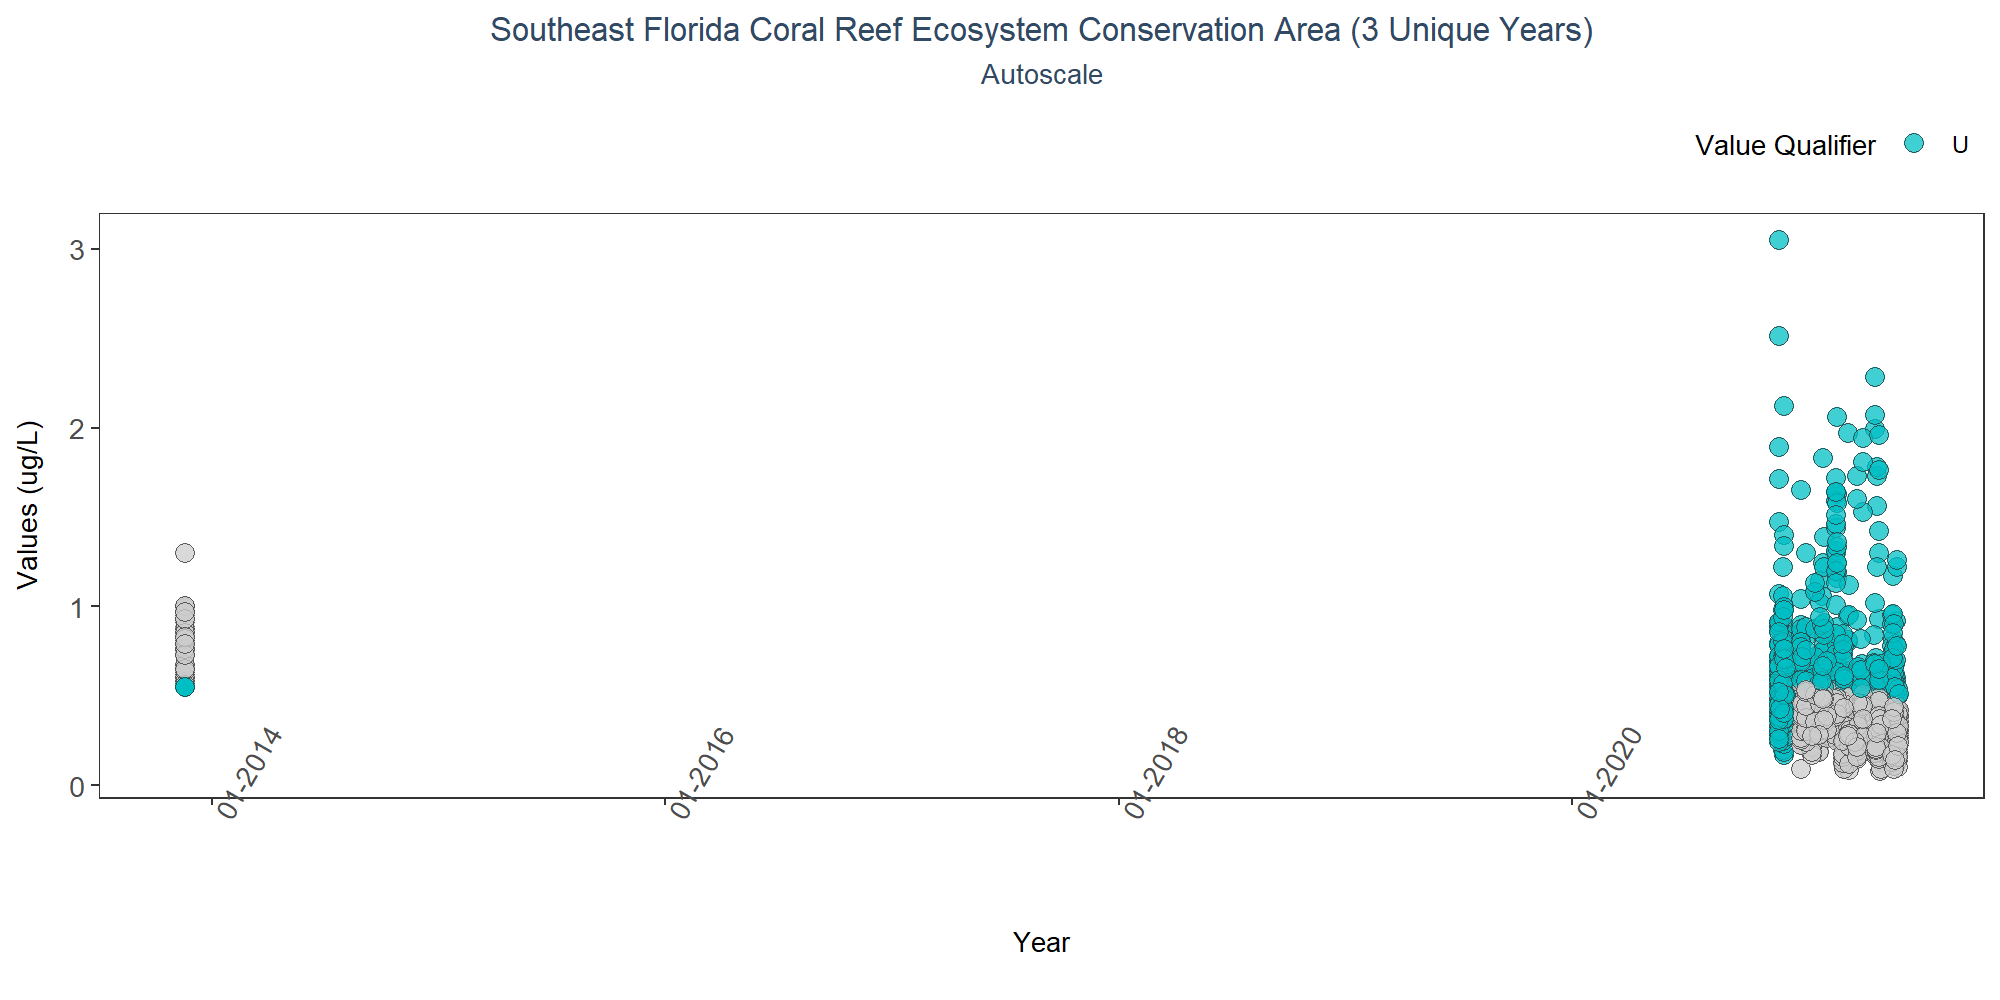 Southeast Florida Coral Reef Ecosystem Conservation Area (3 Unique Years)
Autoscale
Value Qualifier U
Values (ug/L)
3
2
1
0
01-2014
01-2016
01-2018
01-2020
Year